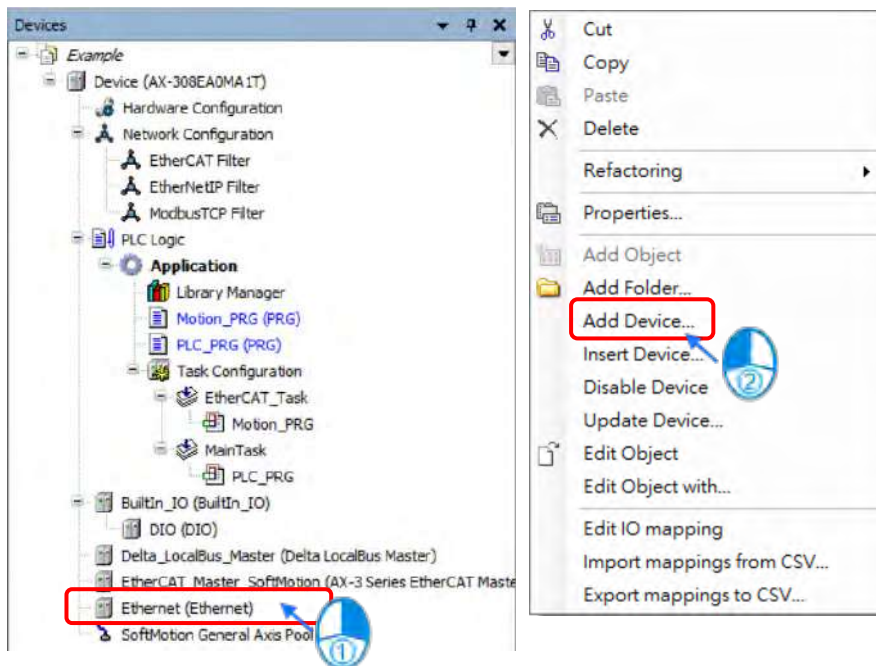 Devices
Example
Device (AX-308EA0MA1T)
Hardware Configuration
Network Configuration
EtherCAT Filter
EtherNetIP Filter
ModbusTCP Filter
PLC Logic
Application
Library Manager
Motion_PRG (PRG)
PLC_PRG (PRG)
Task Configuration
EtherCAT_Task
Motion_PRG
MainTask
PLC_PRG
BuiltIn_IO (BuiltIn_IO)
DIO (DIO)
Delta_LocalBus_Master (Delta LocalBus Master)
EtherCAT_Master_SoftMotion (AX-3 Series EtherCAT Maste
Ethernet (Ethernet)
SoftMotion General Axis Pool
①
Cut
Copy
Paste
Delete
Refactoring
Properties...
Add Object
Add Folder...
Add Device...
Insert Device...
②
Disable Device
Update Device...
Edit Object
Edit Object with...
Edit IO mapping
Import mappings from CSV...
Export mappings to CSV...